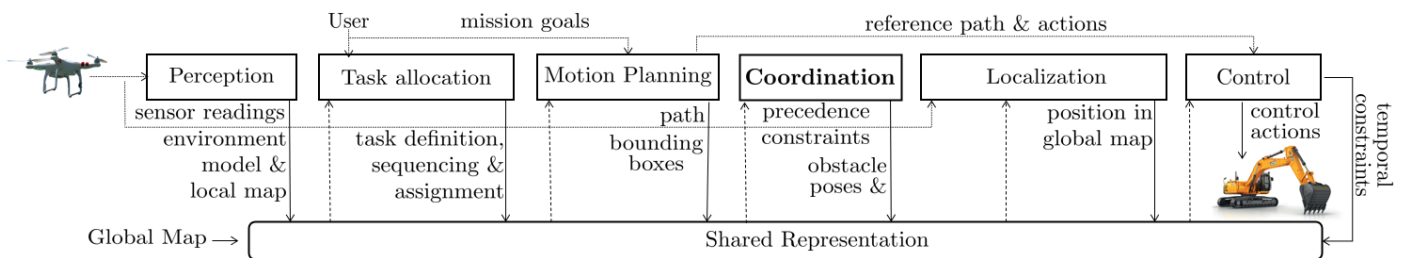 User
mission goals
reference path & actions
Perception
Task allocation
Motion Planning
Coordination
Localization
Control
sensor readings
environment
model &
local map
task definition,
sequencing &
assignment
path
bounding
boxes
precedence
constraints
obstacle
poses &
position in
global map
control
actions
temporal
constraints
Global Map
Shared Representation